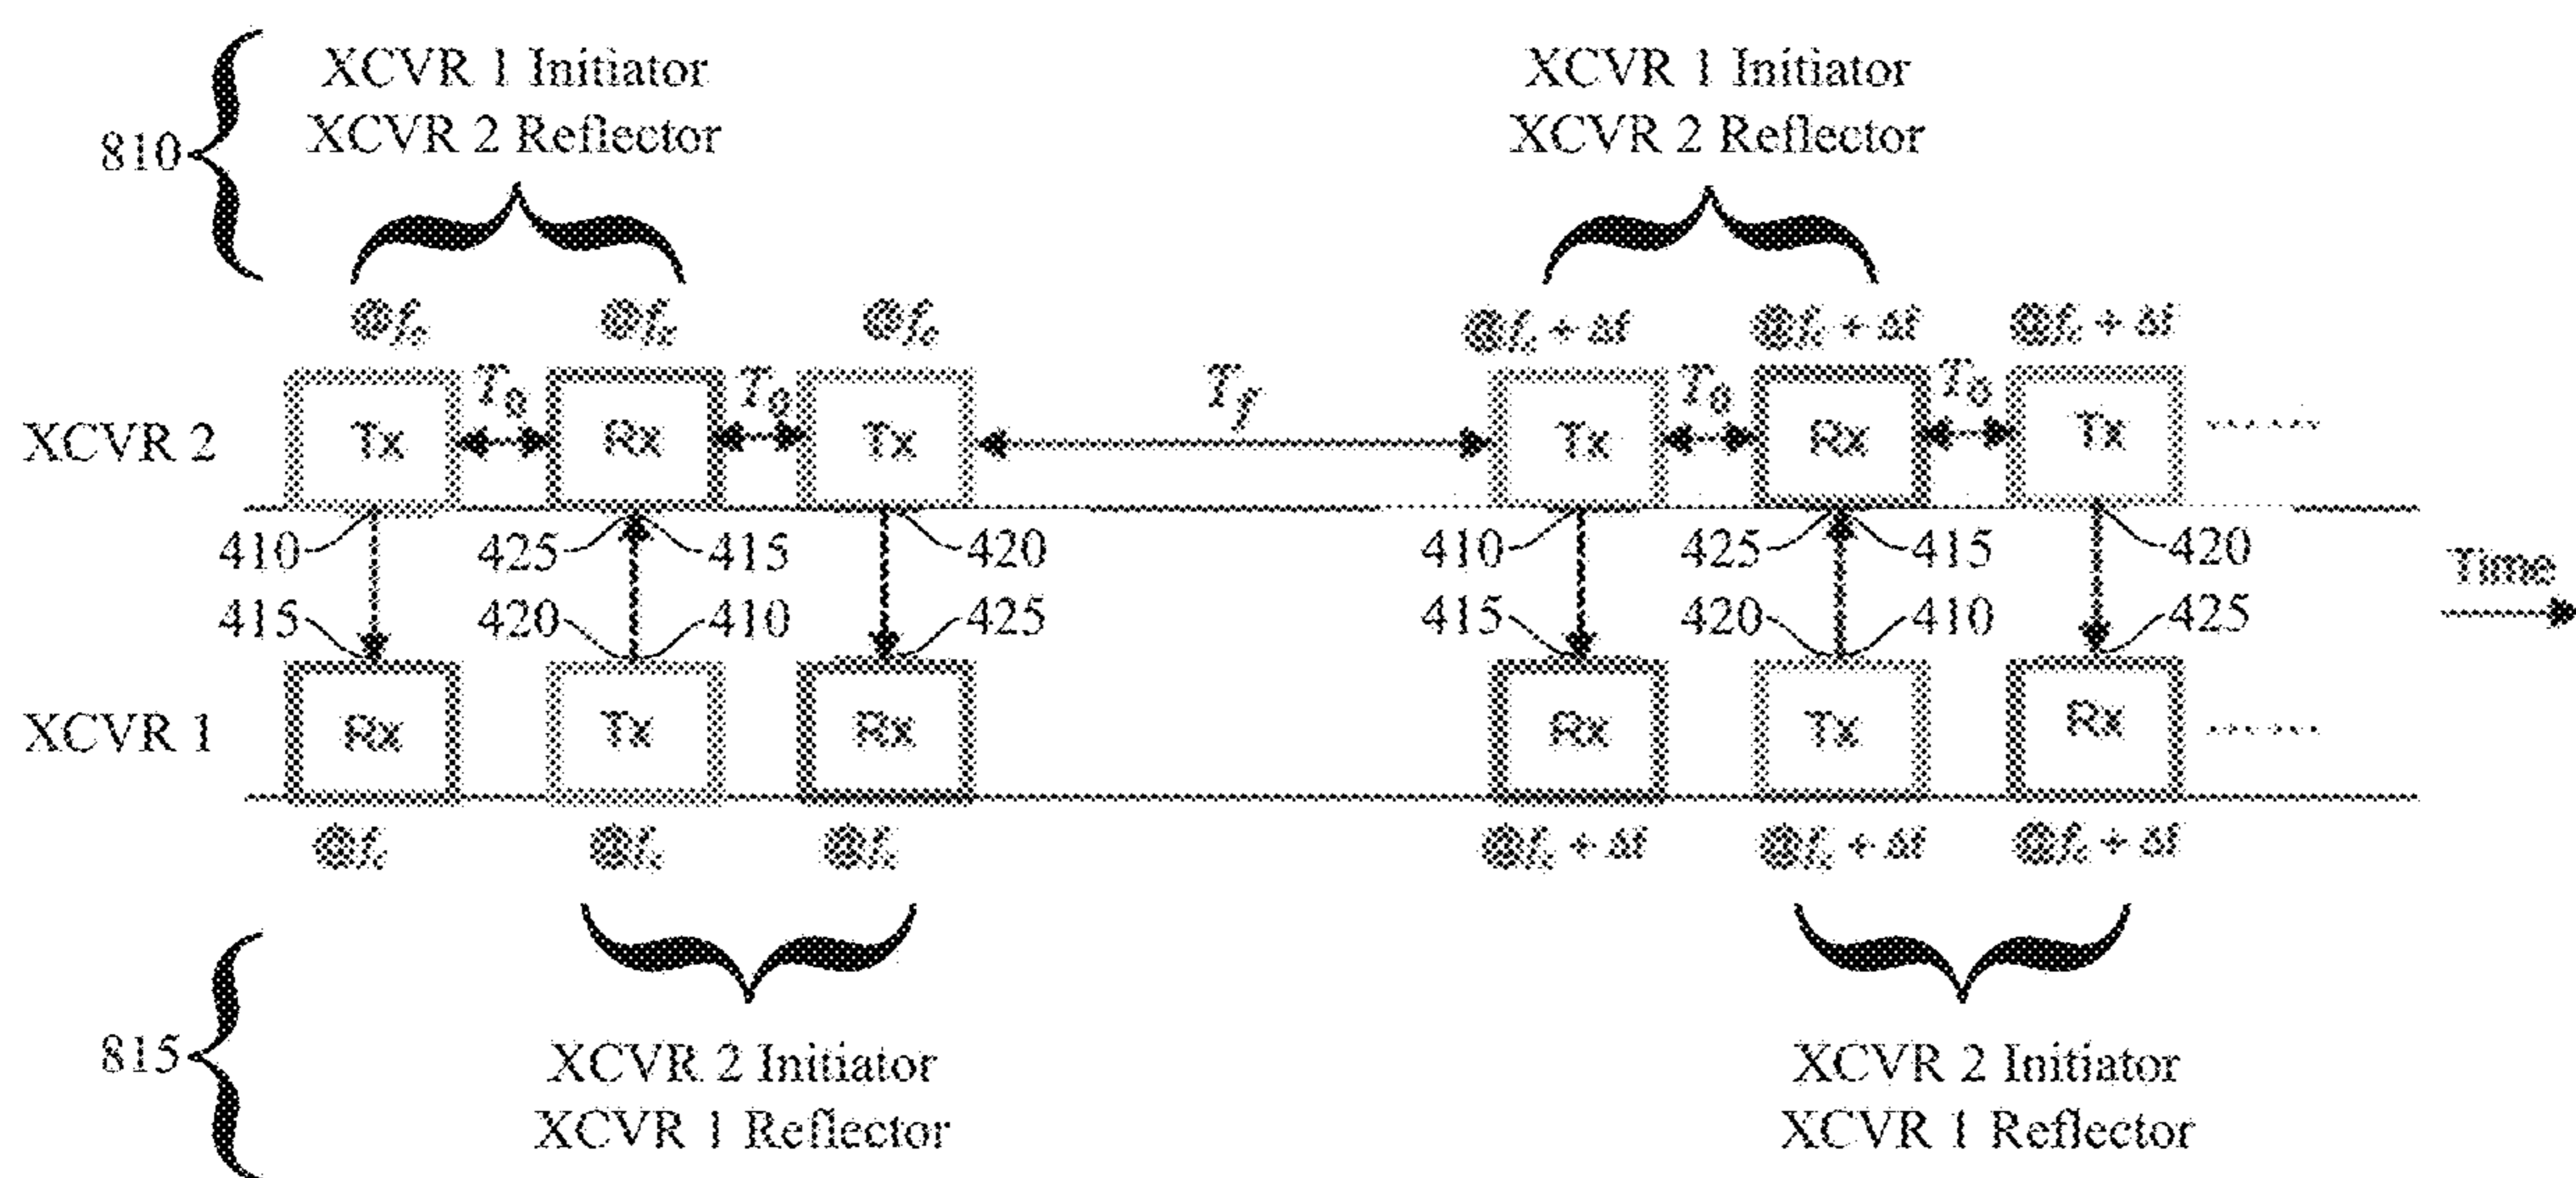 XCVR 1 Initiator
XCVR 2 Reflector
XCVR 1 Initiator
XCVR 2 Reflector
810
@fc @fc @fc @fc + Δf @fc + Δf @fc + Δf
XCVR 2 Tx T0 Rx T0 Tx Tf Tx T0 Rx T0 Tx ......
410 425 415 420 410 425 415 420
Time
415 420 410 425 415 420 410 425
XCVR 1 Rx Tx Rx Rx Tx Rx ......
@fc @fc @fc @fc + Δf @fc + Δf @fc + Δf
815
XCVR 2 Initiator
XCVR 1 Reflector
XCVR 2 Initiator
XCVR 1 Reflector